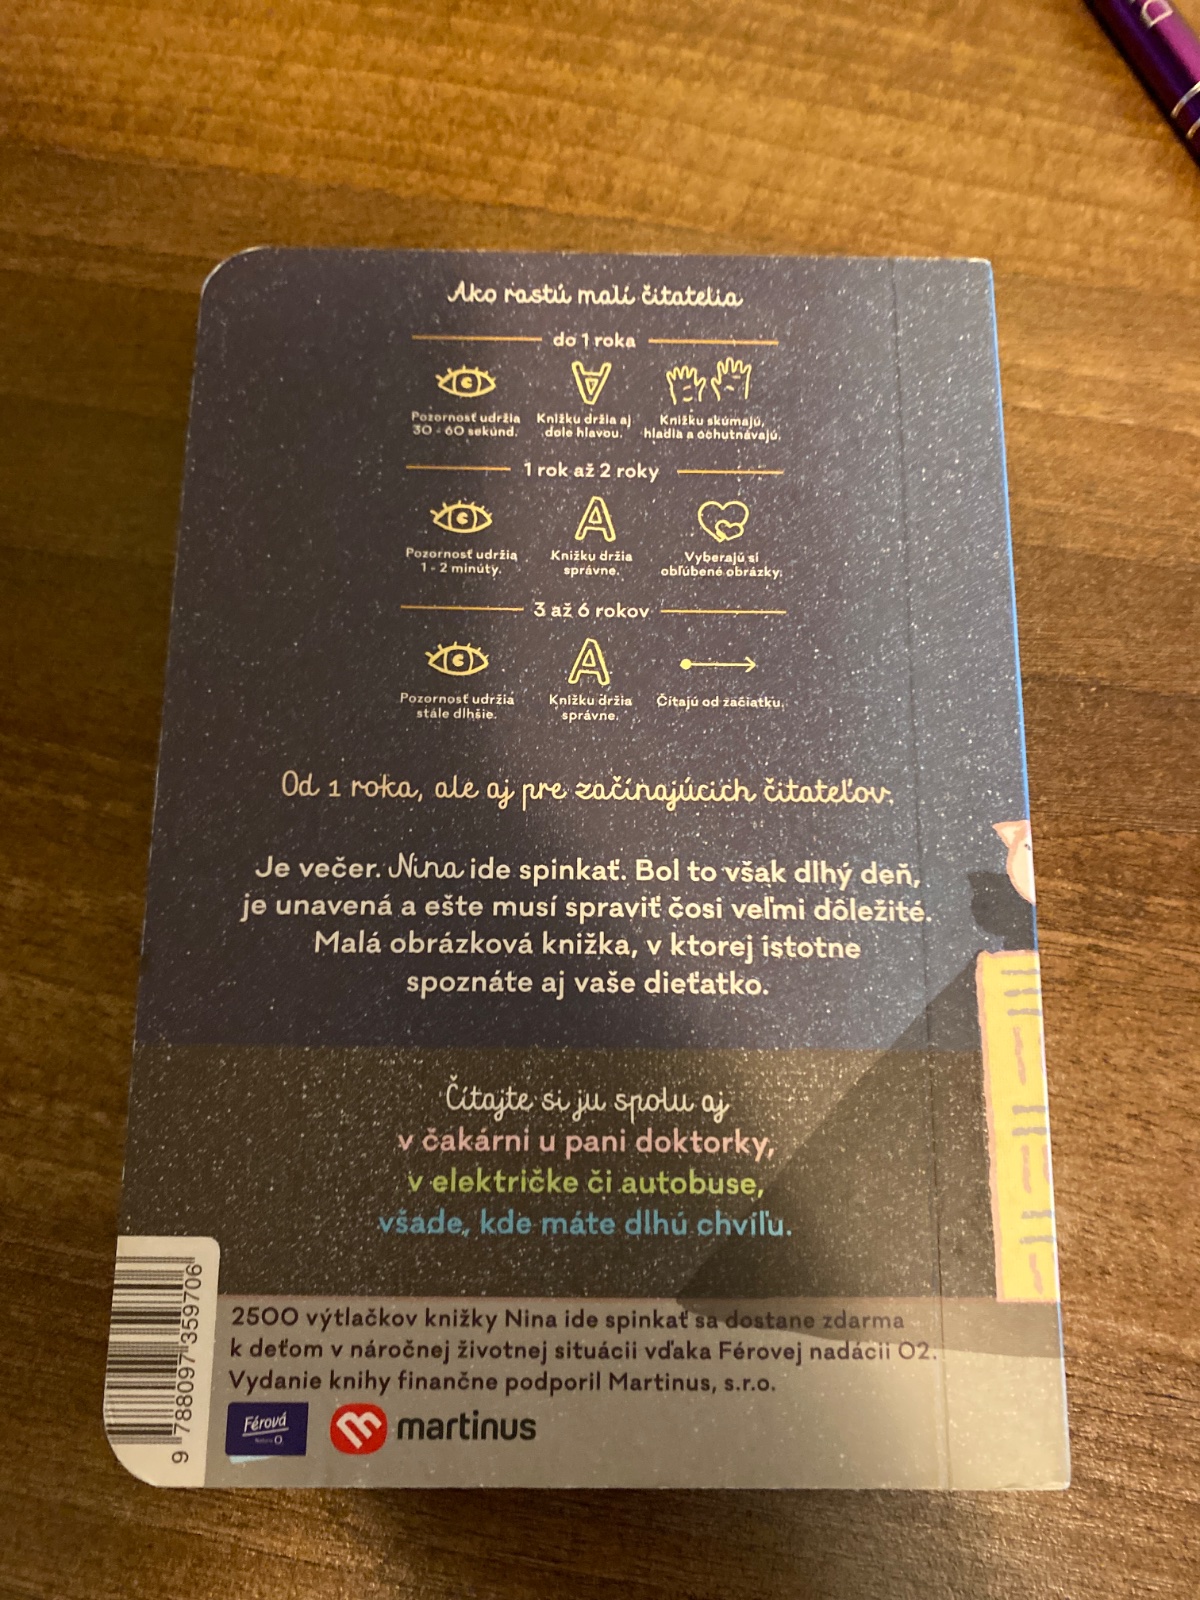 Ako rastú malí čitatelia
do 1 roka
Pozornosť udržia
30 - 60 sekúnd.
Knižku držia aj
dole hlavou.
Knižku skúmajú,
hladia a ochutnávajú.
1 rok až 2 roky
Pozornosť udržia
1 - 2 minúty.
A
Knižku držia
správne.
Vyberajú si
obľúbené obrázky.
3 až 6 rokov
Pozornosť udržia
stále dlhšie.
A
Knižku držia
správne.
Čítajú od začiatku.
Od 1 roka, ale aj pre začínajúcich čitateľov.
Je večer. Nina ide spinkať. Bol to však dlhý deň,
je unavená a ešte musí spraviť čosi veľmi dôležité.
Malá obrázková knižka, v ktorej istotne
spoznáte aj vaše dieťatko.
Čítajte si ju spolu aj
v čakárni u pani doktorky,
v električke či autobuse,
všade, kde máte dlhú chvíľu.
2500 výtlačkov knižky Nina ide spinkať sa dostane zdarma
k deťom v náročnej životnej situácii vďaka Férovej nadácii O2.
Vydanie knihy finančne podporil Martinus, s.r.o.
Férová
martinus
9 788097 359706